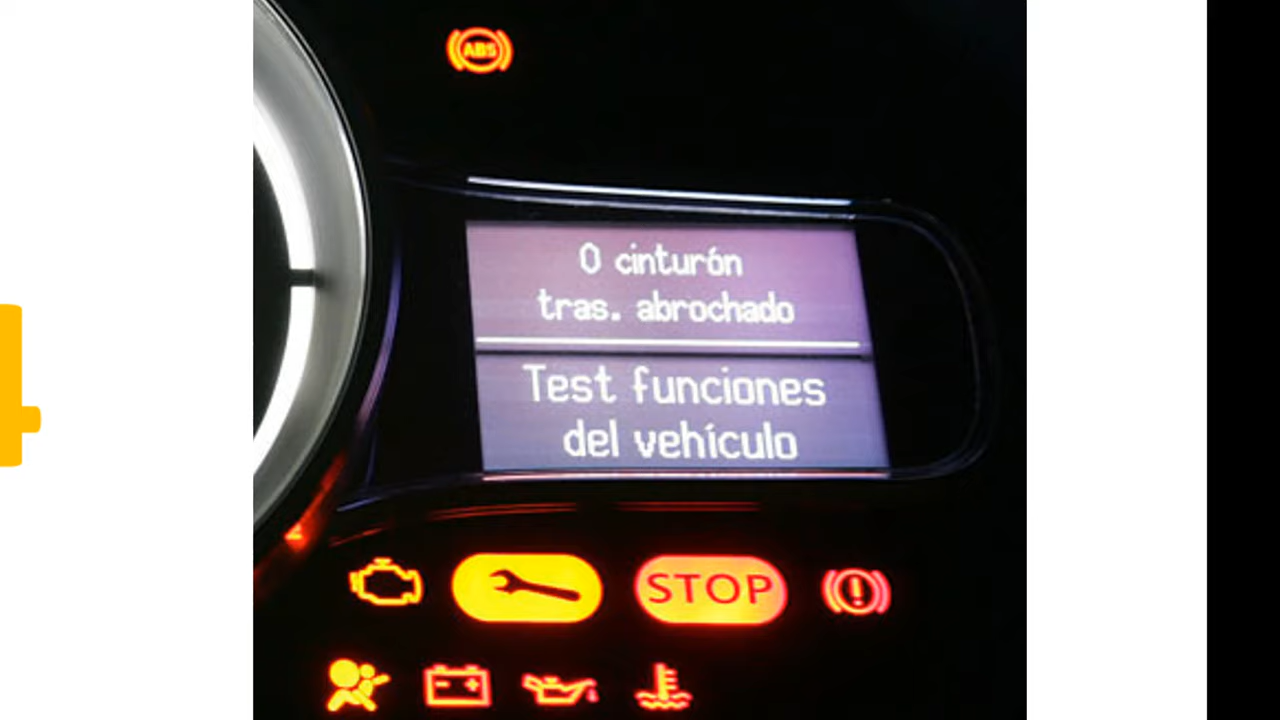 ABS
0 cinturón
tras. abrochado
Test funciones
del vehículo
STOP